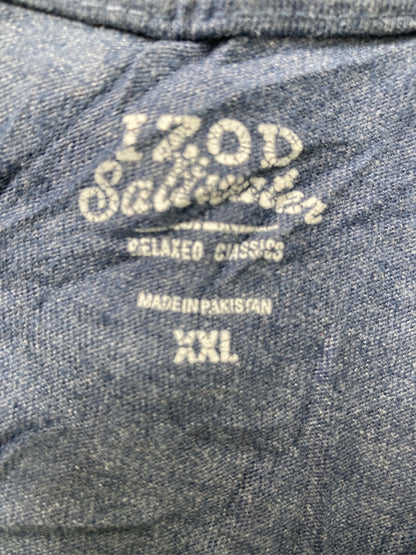 IZOD
Saltwater
RELAXED CLASSICS
MADE IN PAKISTAN
XXL